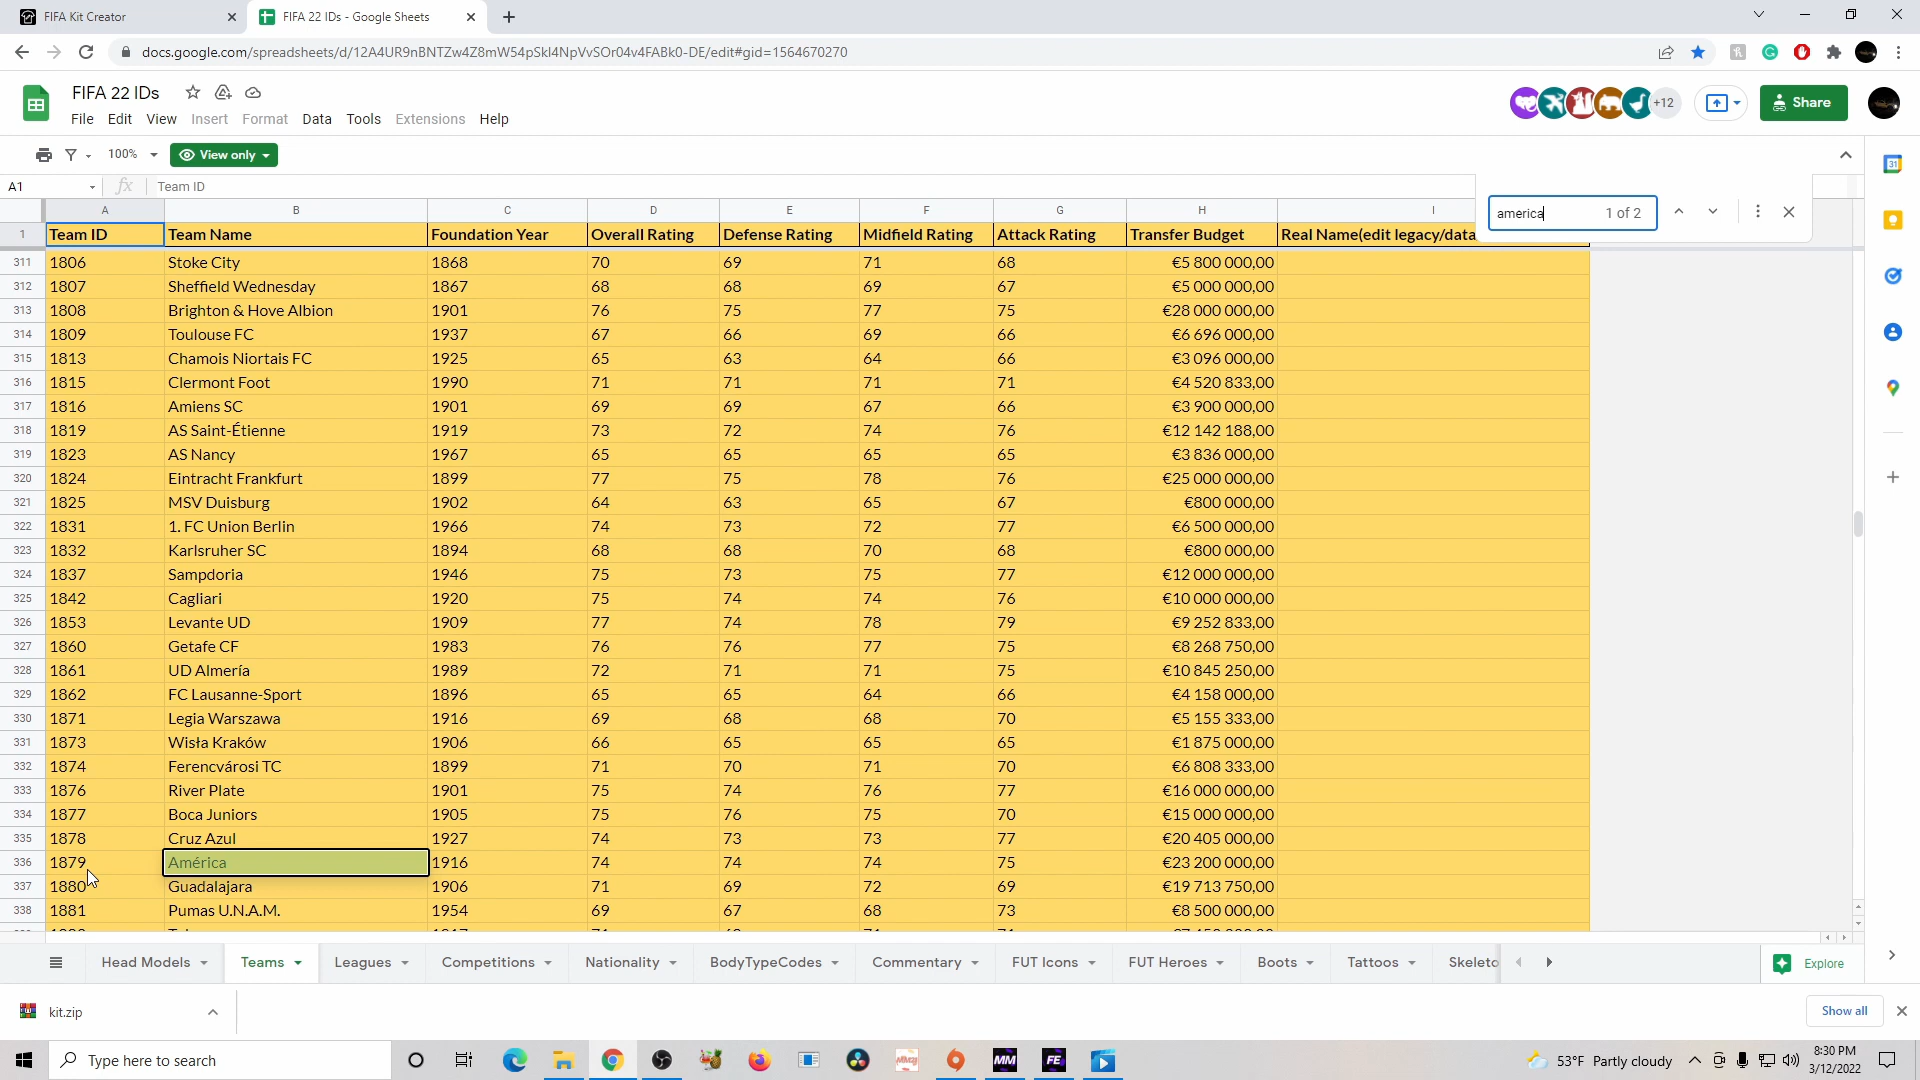 FIFA Kit Creator
FIFA 22 IDs - Google Sheets
docs.google.com/spreadsheets/d/12A4UR9nBNTZw4Z8mW54pSkI4NpVvSOr04v4FABk0-DE/edit#gid=1564670270
FIFA 22 IDs
+12
Share
File Edit View Insert Format Data Tools Extensions Help
100% View only
A1 fx Team ID
america 1 of 2
A B C D E F G H I
1 Team ID Team Name Foundation Year Overall Rating Defense Rating Midfield Rating Attack Rating Transfer Budget Real Name(edit legacy/data
311 1806 Stoke City 1868 70 69 71 68 €5 800 000,00
312 1807 Sheffield Wednesday 1867 68 68 69 67 €5 000 000,00
313 1808 Brighton & Hove Albion 1901 76 75 77 75 €28 000 000,00
314 1809 Toulouse FC 1937 67 66 69 66 €6 696 000,00
315 1813 Chamois Niortais FC 1925 65 63 64 66 €3 096 000,00
316 1815 Clermont Foot 1990 71 71 71 71 €4 520 833,00
317 1816 Amiens SC 1901 69 69 67 66 €3 900 000,00
318 1819 AS Saint-Étienne 1919 73 72 74 76 €12 142 188,00
319 1823 AS Nancy 1967 65 65 65 65 €3 836 000,00
320 1824 Eintracht Frankfurt 1899 77 75 78 76 €25 000 000,00
321 1825 MSV Duisburg 1902 64 63 65 67 €800 000,00
322 1831 1. FC Union Berlin 1966 74 73 72 77 €6 500 000,00
323 1832 Karlsruher SC 1894 68 68 70 68 €800 000,00
324 1837 Sampdoria 1946 75 73 75 77 €12 000 000,00
325 1842 Cagliari 1920 75 74 74 76 €10 000 000,00
326 1853 Levante UD 1909 77 74 78 79 €9 252 833,00
327 1860 Getafe CF 1983 76 76 77 75 €8 268 750,00
328 1861 UD Almería 1989 72 71 71 75 €10 845 250,00
329 1862 FC Lausanne-Sport 1896 65 65 64 66 €4 158 000,00
330 1871 Legia Warszawa 1916 69 68 68 70 €5 155 333,00
331 1873 Wisła Kraków 1906 66 65 65 65 €1 875 000,00
332 1874 Ferencvárosi TC 1899 71 70 71 70 €6 808 333,00
333 1876 River Plate 1901 75 74 76 77 €16 000 000,00
334 1877 Boca Juniors 1905 75 76 75 70 €15 000 000,00
335 1878 Cruz Azul 1927 74 73 73 77 €20 405 000,00
336 1879 América 1916 74 74 74 75 €23 200 000,00
337 1880 Guadalajara 1906 71 69 72 69 €19 713 750,00
338 1881 Pumas U.N.A.M. 1954 69 67 68 73 €8 500 000,00
Head Models Teams Leagues Competitions Nationality BodyTypeCodes Commentary FUT Icons FUT Heroes Boots Tattoos Skeleto
Explore
kit.zip
Show all
Type here to search
MM FE
53°F Partly cloudy
8:30 PM
3/12/2022